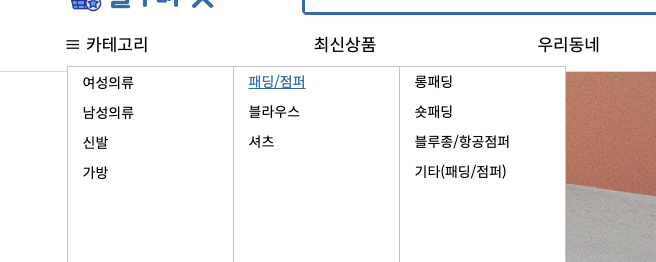 카테고리
최신상품
우리동네
여성의류
남성의류
신발
가방
패딩/점퍼
블라우스
셔츠
롱패딩
숏패딩
블루종/항공점퍼
기타(패딩/점퍼)